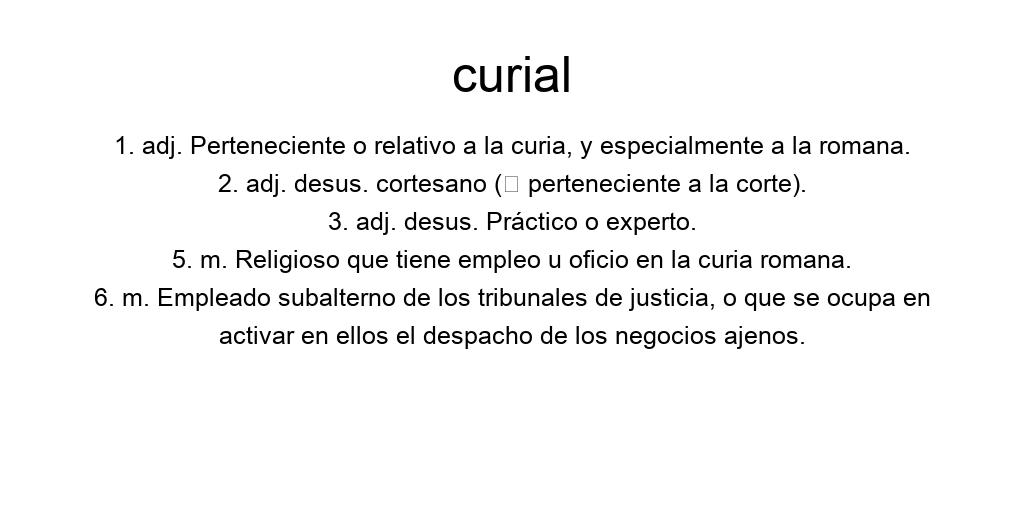 curial
1. adj. Perteneciente o relativo a la curia, y especialmente a la romana.
2. adj. desus. cortesano (□ perteneciente a la corte).
3. adj. desus. Práctico o experto.
5. m. Religioso que tiene empleo u oficio en la curia romana.
6. m. Empleado subalterno de los tribunales de justicia, o que se ocupa en
activar en ellos el despacho de los negocios ajenos.